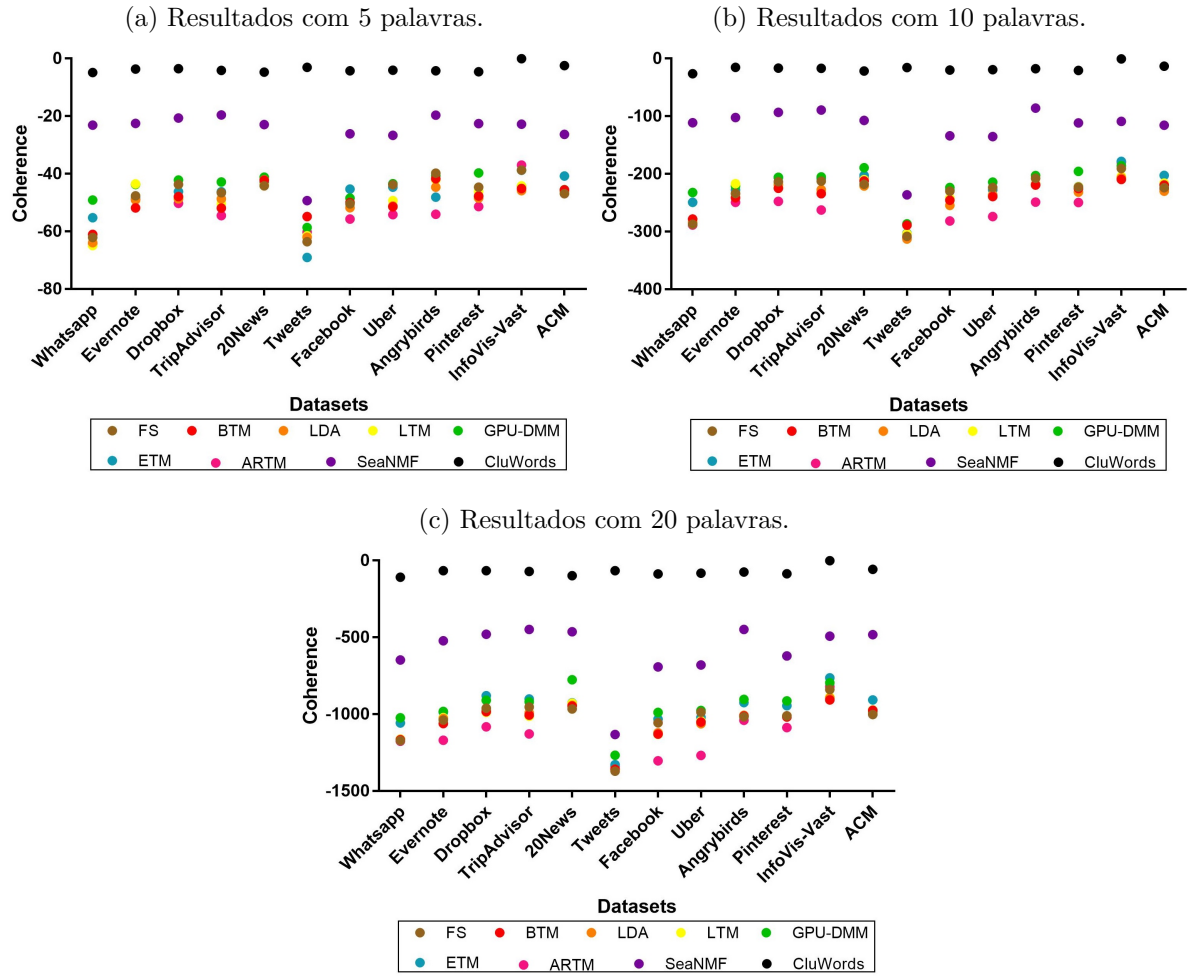 (a) Resultados com 5 palavras.
0
-20
-40
-60
-80
Coherence
Whatsapp
Evernote
Dropbox
TripAdvisor
20News
Tweets
Facebook
Uber
Angrybirds
Pinterest
InfoVis-Vast
ACM
Datasets
FS BTM LDA LTM GPU-DMM
ETM ARTM SeaNMF CluWords
(b) Resultados com 10 palavras.
0
-100
-200
-300
-400
Coherence
Whatsapp
Evernote
Dropbox
TripAdvisor
20News
Tweets
Facebook
Uber
Angrybirds
Pinterest
InfoVis-Vast
ACM
Datasets
FS BTM LDA LTM GPU-DMM
ETM ARTM SeaNMF CluWords
(c) Resultados com 20 palavras.
0
-500
-1000
-1500
Coherence
Whatsapp
Evernote
Dropbox
TripAdvisor
20News
Tweets
Facebook
Uber
Angrybirds
Pinterest
InfoVis-Vast
ACM
Datasets
FS BTM LDA LTM GPU-DMM
ETM ARTM SeaNMF CluWords